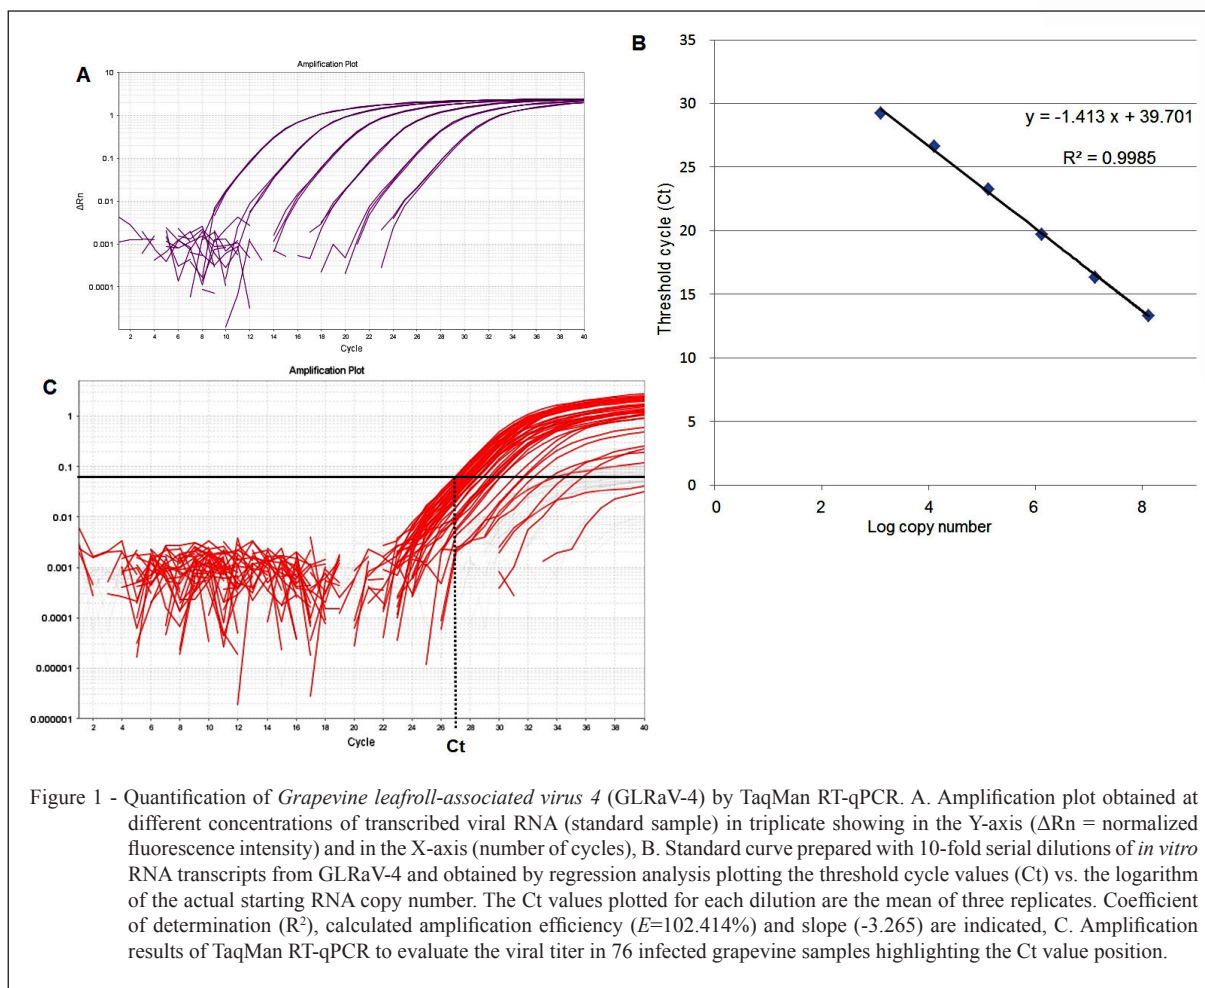 A
Amplification Plot
10
1
0.1
0.01
0.001
0.0001
ΔRn
2 4 6 8 10 12 14 16 18 20 22 24 26 28 30 32 34 36 38 40
Cycle
B
35
30
25
20
15
10
5
0
Threshold cycle (Ct)
y = -1.413 x + 39.701
R² = 0.9985
0 2 4 6 8
Log copy number
C
Amplification Plot
1
0.1
0.01
0.001
0.0001
0.00001
0.000001
2 4 6 8 10 12 14 16 18 20 22 24 26 28 30 32 34 36 38 40
Cycle
Ct
Figure 1 - Quantification of Grapevine leafroll-associated virus 4 (GLRaV-4) by TaqMan RT-qPCR. A. Amplification plot obtained at
different concentrations of transcribed viral RNA (standard sample) in triplicate showing in the Y-axis (ΔRn = normalized
fluorescence intensity) and in the X-axis (number of cycles), B. Standard curve prepared with 10-fold serial dilutions of in vitro
RNA transcripts from GLRaV-4 and obtained by regression analysis plotting the threshold cycle values (Ct) vs. the logarithm
of the actual starting RNA copy number. The Ct values plotted for each dilution are the mean of three replicates. Coefficient
of determination (R²), calculated amplification efficiency (E=102.414%) and slope (-3.265) are indicated, C. Amplification
results of TaqMan RT-qPCR to evaluate the viral titer in 76 infected grapevine samples highlighting the Ct value position.